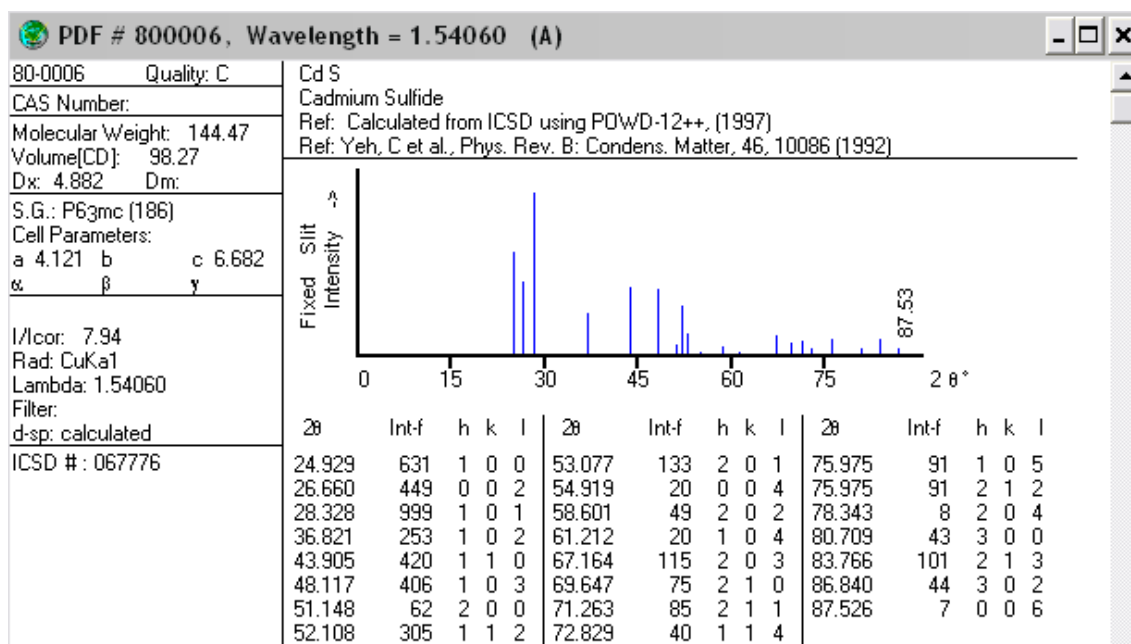 PDF # 800006, Wavelength = 1.54060 (A)
80-0006 Quality: C
CAS Number:
Molecular Weight: 144.47
Volume[CD]: 98.27
Dx: 4.882 Dm:
S.G.: P63mc (186)
Cell Parameters:
a 4.121 b c 6.682
α β γ
I/Icor: 7.94
Rad: CuKa1
Lambda: 1.54060
Filter:
d-sp: calculated
ICSD # : 067776
Cd S
Cadmium Sulfide
Ref: Calculated from ICSD using POWD-12++, (1997)
Ref: Yeh, C et al., Phys. Rev. B: Condens. Matter, 46, 10086 (1992)
Fixed Slit
Intensity ->
87.53
0 15 30 45 60 75 2 θ °
2θ Int-f h k l 2θ Int-f h k l 2θ Int-f h k l
24.929 631 1 0 0 53.077 133 2 0 1 75.975 91 1 0 5
26.660 449 0 0 2 54.919 20 0 0 4 75.975 91 2 1 2
28.328 999 1 0 1 58.601 49 2 0 2 78.343 8 2 0 4
36.821 253 1 0 2 61.212 20 1 0 4 80.709 43 3 0 0
43.905 420 1 1 0 67.164 115 2 0 3 83.766 101 2 1 3
48.117 406 1 0 3 69.647 75 2 1 0 86.840 44 3 0 2
51.148 62 2 0 0 71.263 85 2 1 1 87.526 7 0 0 6
52.108 305 1 1 2 72.829 40 1 1 4